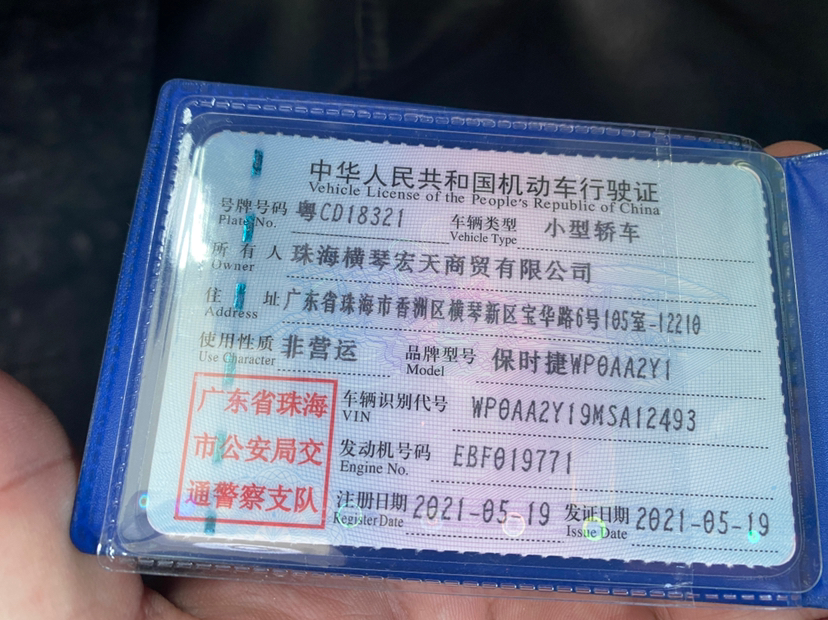 中华人民共和国机动车行驶证
Vehicle License of the People's Republic of China
号牌号码 粤CD18321 车辆类型 小型轿车
Plate No. Vehicle Type
所有人 珠海横琴宏天商贸有限公司
Owner
住址 广东省珠海市香洲区横琴新区宝华路6号105室-12210
Address
使用性质 非营运 品牌型号 保时捷WP0AA2Y1
Use Character Model
广东省珠海 车辆识别代号 WP0AA2Y19MSA12493
VIN
市公安局交 发动机号码 EBF019771
Engine No.
通警察支队 注册日期 2021-05-19 发证日期 2021-05-19
Register Date Issue Date